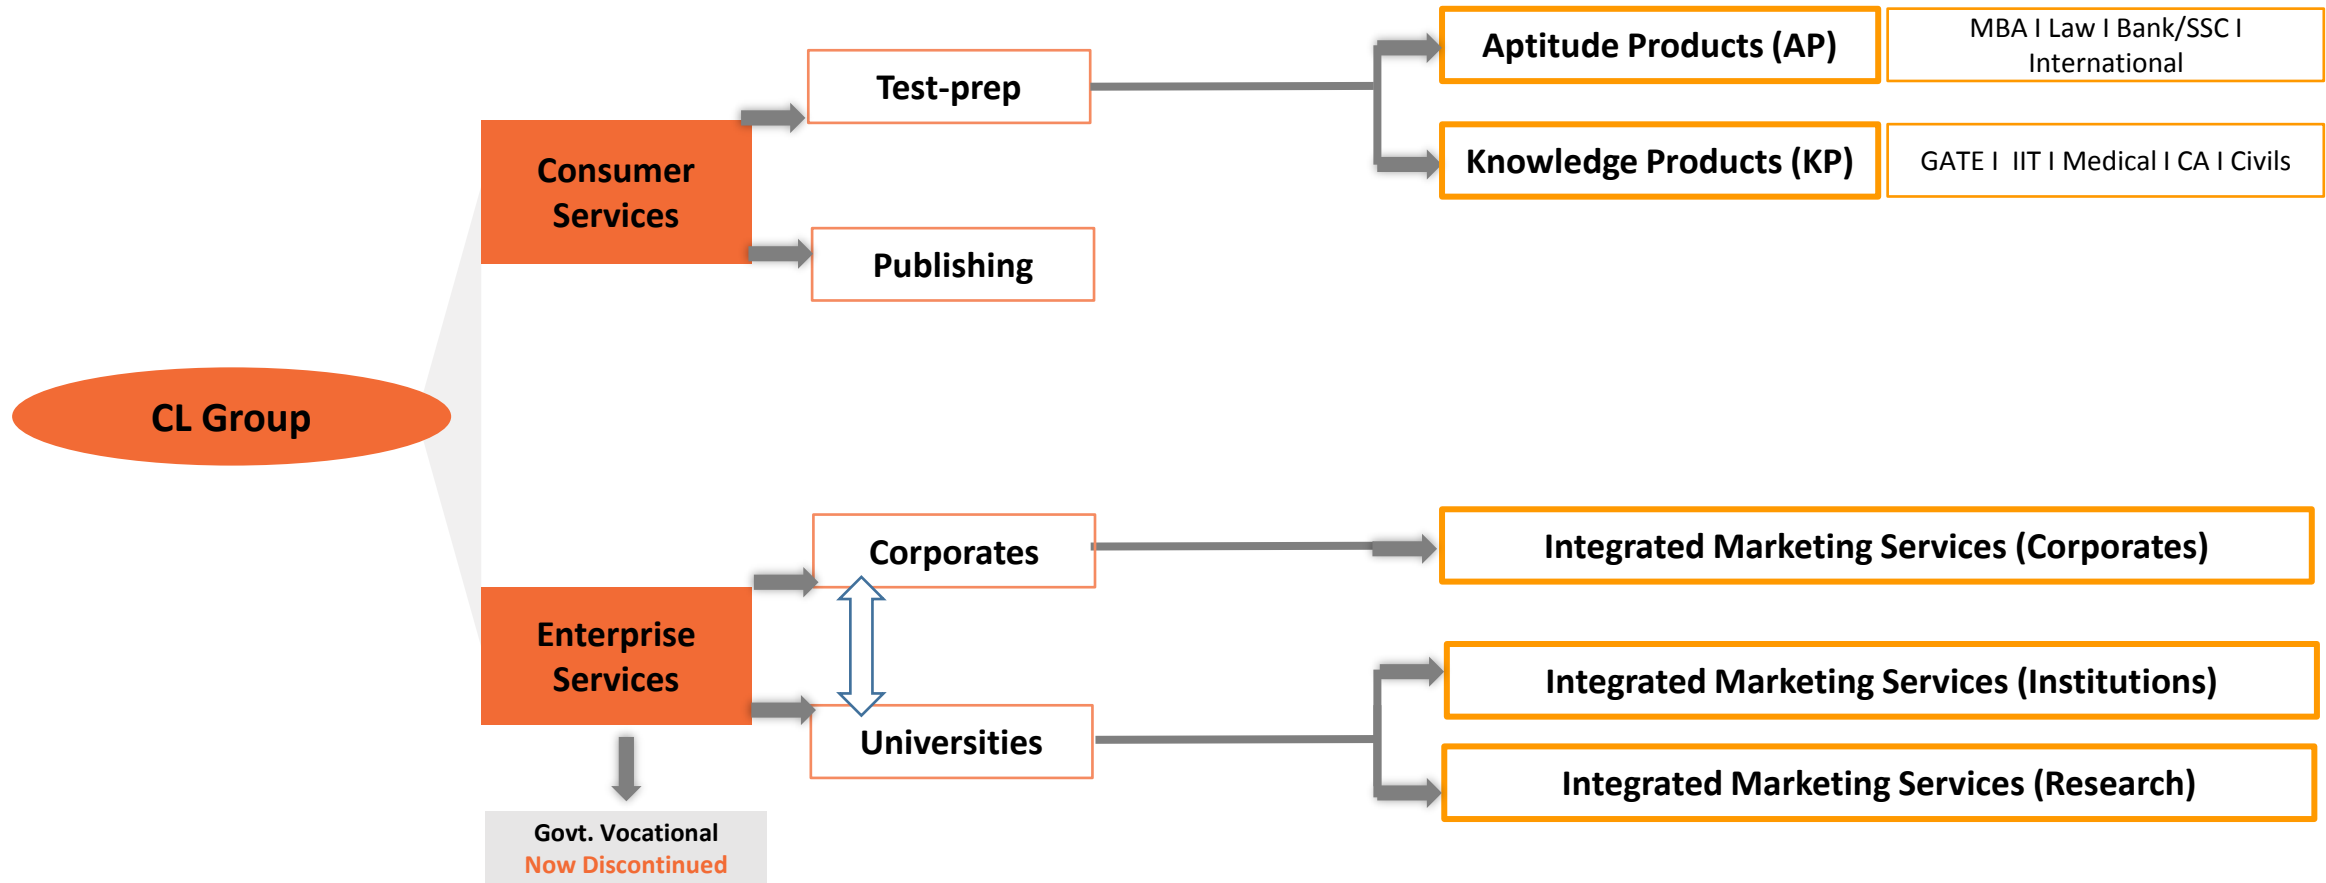 CL Group
Consumer
Services
Test-prep
Aptitude Products (AP)
MBA I Law I Bank/SSC I
International
Knowledge Products (KP)
GATE I  IIT I Medical I CA I Civils
Publishing
Enterprise
Services
Corporates
Integrated Marketing Services (Corporates)
Universities
Integrated Marketing Services (Institutions)
Integrated Marketing Services (Research)
Govt. Vocational
Now Discontinued